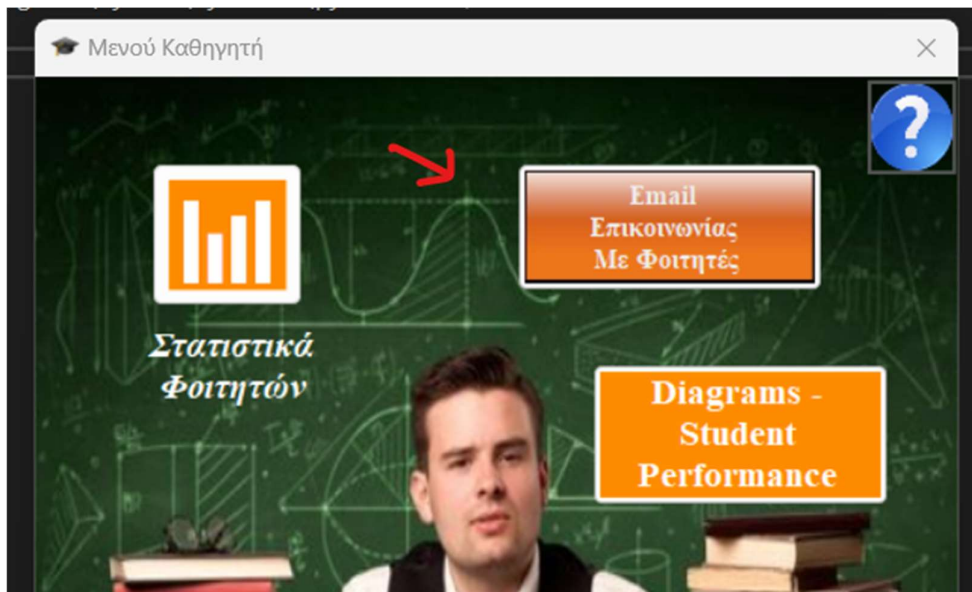 Μενού Καθηγητή
?
Email
Επικοινωνίας
Με Φοιτητές
Στατιστικά
Φοιτητών
Diagrams -
Student
Performance